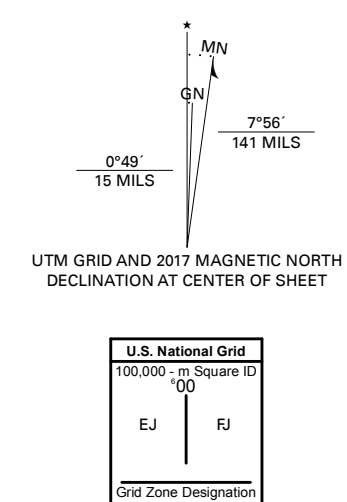 ★
MN
GN
7°56´
141 MILS
0°49´
15 MILS
UTM GRID AND 2017 MAGNETIC NORTH
DECLINATION AT CENTER OF SHEET
U.S. National Grid
100,000 - m Square ID
⁶00
EJ FJ
Grid Zone Designation